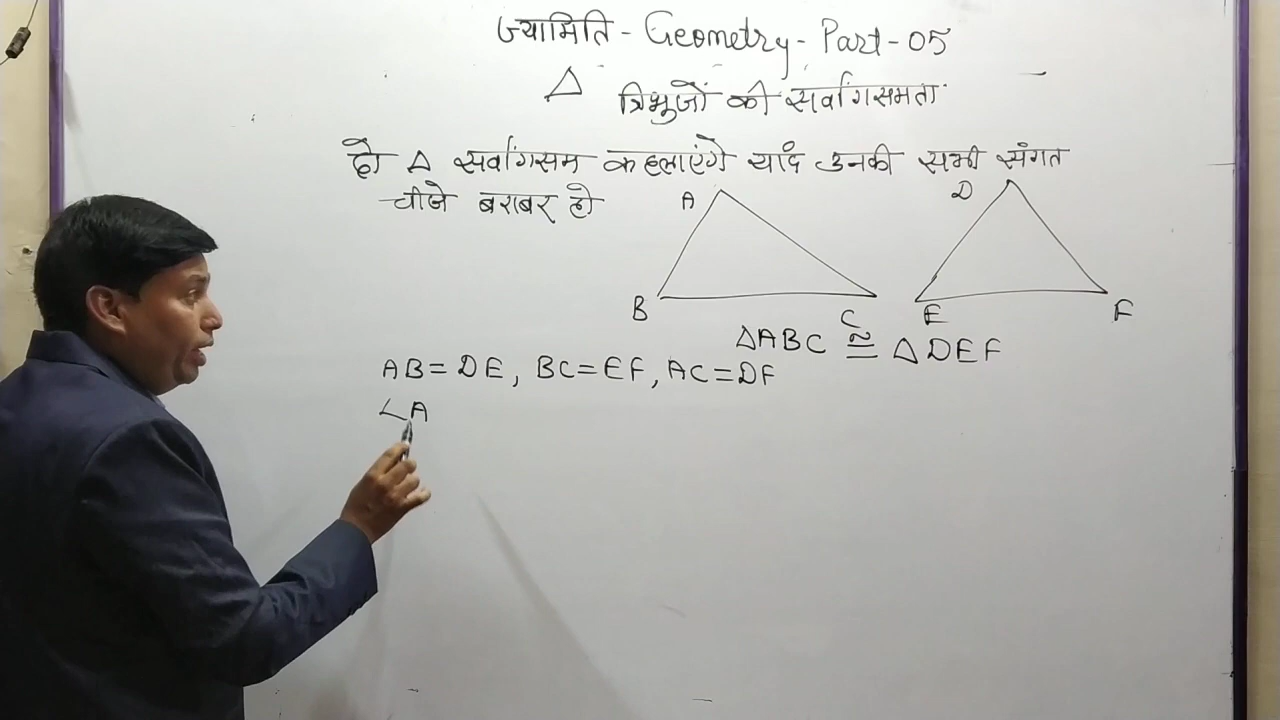 ज्यामिति - Geometry - Part - 05
△ त्रिभुजों की सर्वांगसमता
दो △ सर्वांगसम कहलाएंगे यदि उनकी सभी संगत
चीजे बराबर हो
A
D
B
C
E
F
△ABC ≅ △DEF
AB = DE, BC = EF, AC = DF
∠A